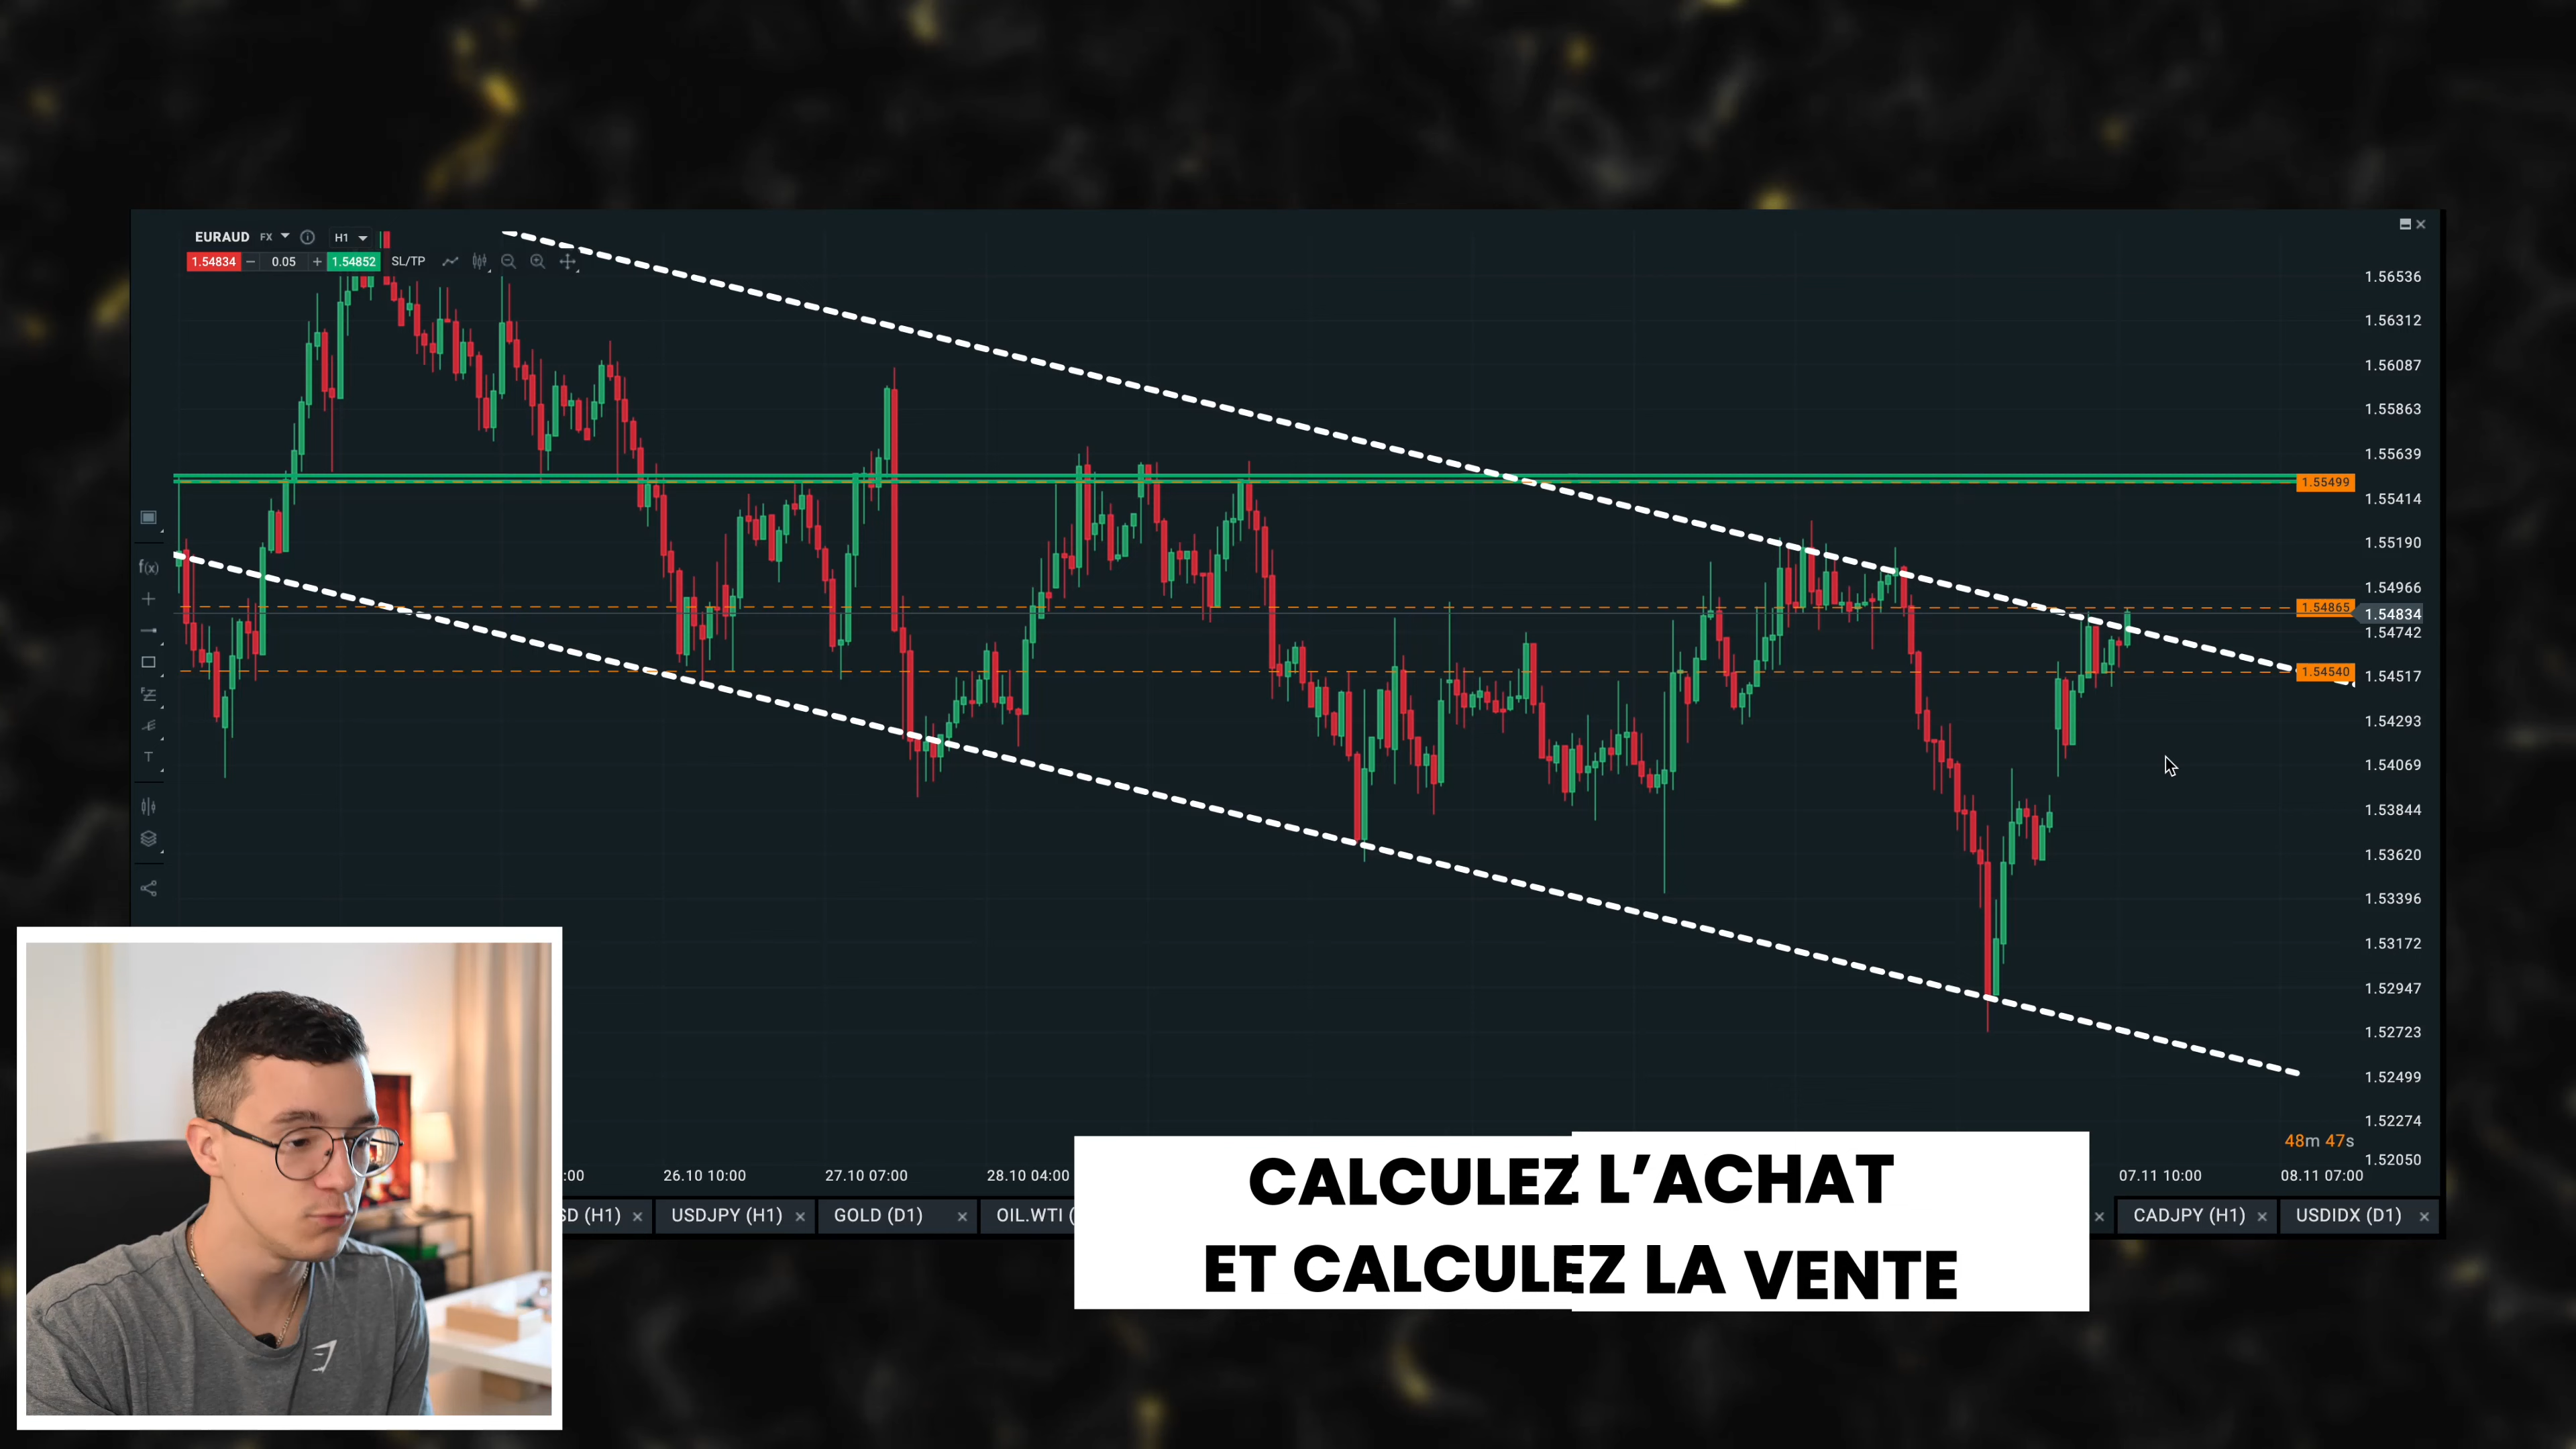 EURAUD FX H1
1.54834 − 0.05 + 1.54852 SL/TP
1.56536
1.56312
1.56087
1.55863
1.55639
1.55499
1.55414
1.55190
1.54966
1.54865
1.54834
1.54742
1.54540
1.54517
1.54293
1.54069
1.53844
1.53620
1.53396
1.53172
1.52947
1.52723
1.52499
1.52274
1.52050
f(x)
T
48m 47s
:00 26.10 10:00 27.10 07:00 28.10 04:00 07.11 10:00 08.11 07:00
SD (H1) × USDJPY (H1) × GOLD (D1) × OIL.WTI ( × CADJPY (H1) × USDIDX (D1) ×
CALCULEZ L’ACHAT
ET CALCULEZ LA VENTE